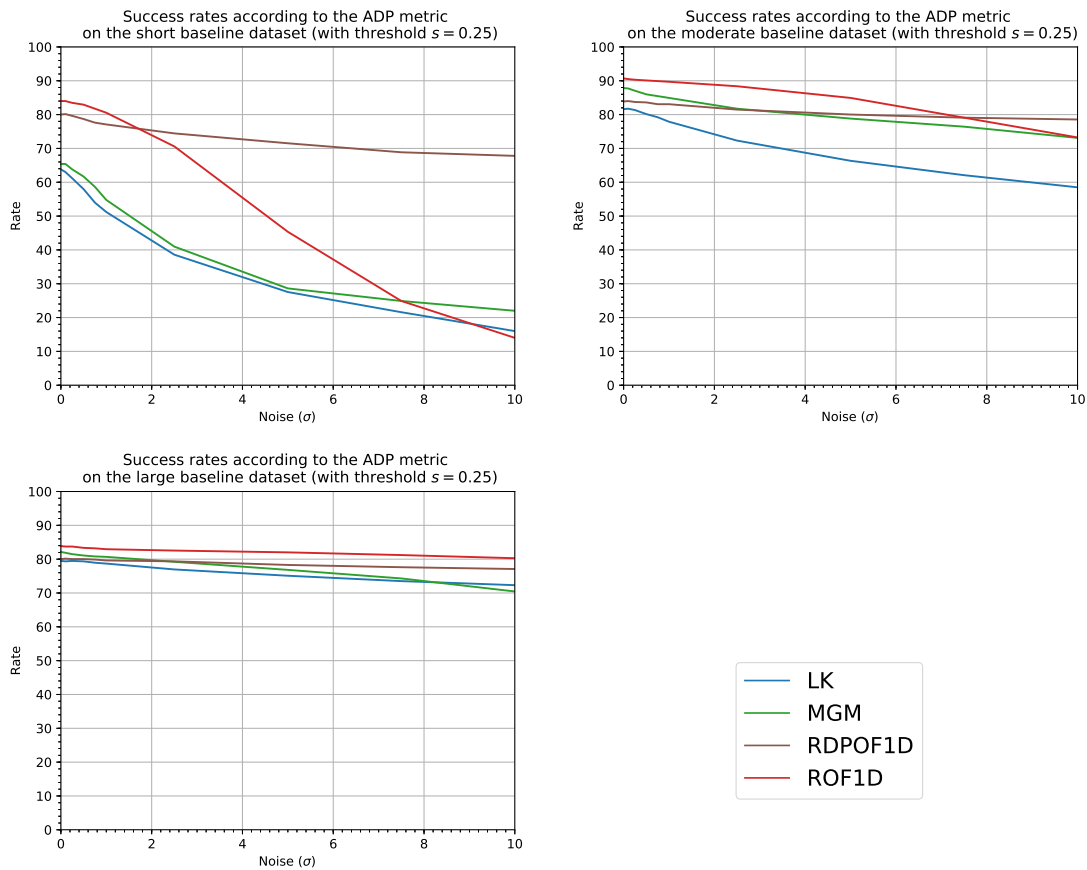 Success rates according to the ADP metric
on the short baseline dataset (with threshold s = 0.25)
100
90
80
70
60
50
40
30
20
10
0
Rate
0 2 4 6 8 10
Noise (σ)
Success rates according to the ADP metric
on the moderate baseline dataset (with threshold s = 0.25)
100
90
80
70
60
50
40
30
20
10
0
Rate
0 2 4 6 8 10
Noise (σ)
Success rates according to the ADP metric
on the large baseline dataset (with threshold s = 0.25)
100
90
80
70
60
50
40
30
20
10
0
Rate
0 2 4 6 8 10
Noise (σ)
LK
MGM
RDPOF1D
ROF1D